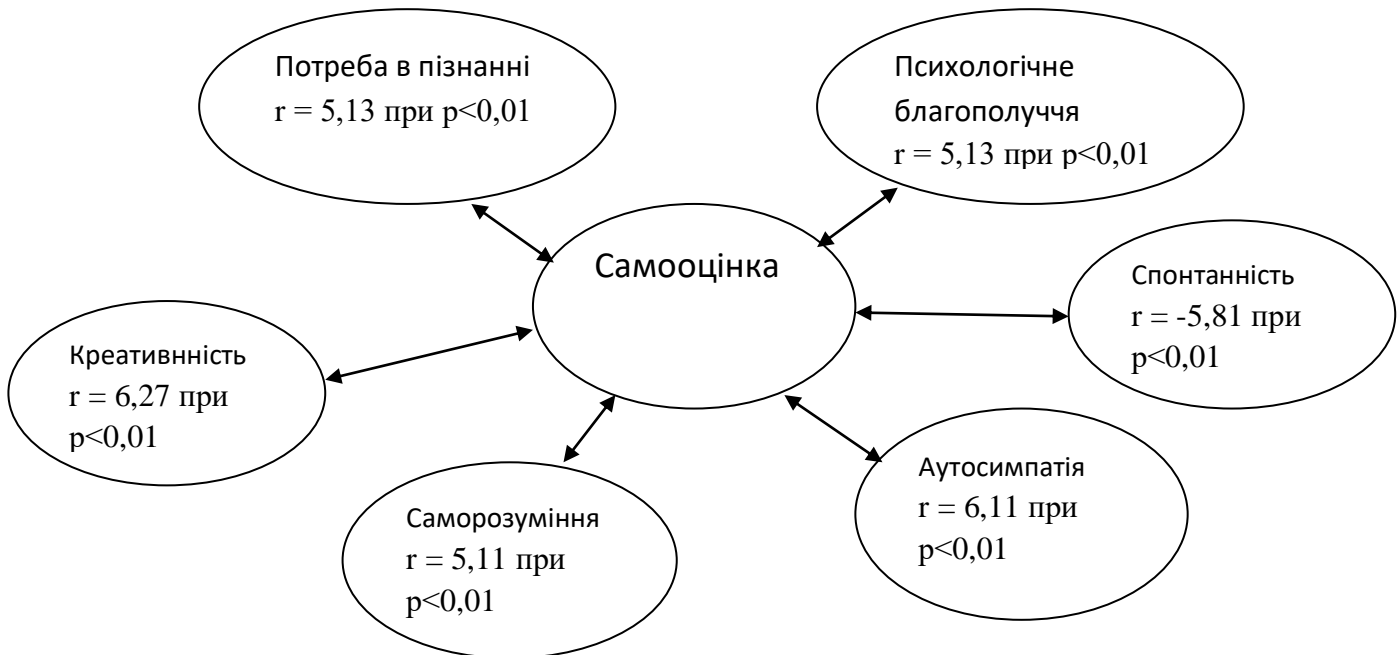 Потреба в пізнанні
r = 5,13 при p<0,01
Психологічне
благополуччя
r = 5,13 при p<0,01
Самооцінка
Спонтанність
r = -5,81 при
p<0,01
Креативнність
r = 6,27 при
p<0,01
Аутосимпатія
r = 6,11 при
p<0,01
Саморозуміння
r = 5,11 при
p<0,01